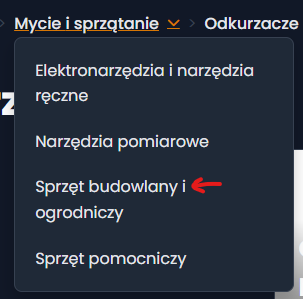 Mycie i sprzątanie Odkurzacze
Elektronarzędzia i narzędzia
ręczne
Narzędzia pomiarowe
Sprzęt budowlany i
ogrodniczy
Sprzęt pomocniczy